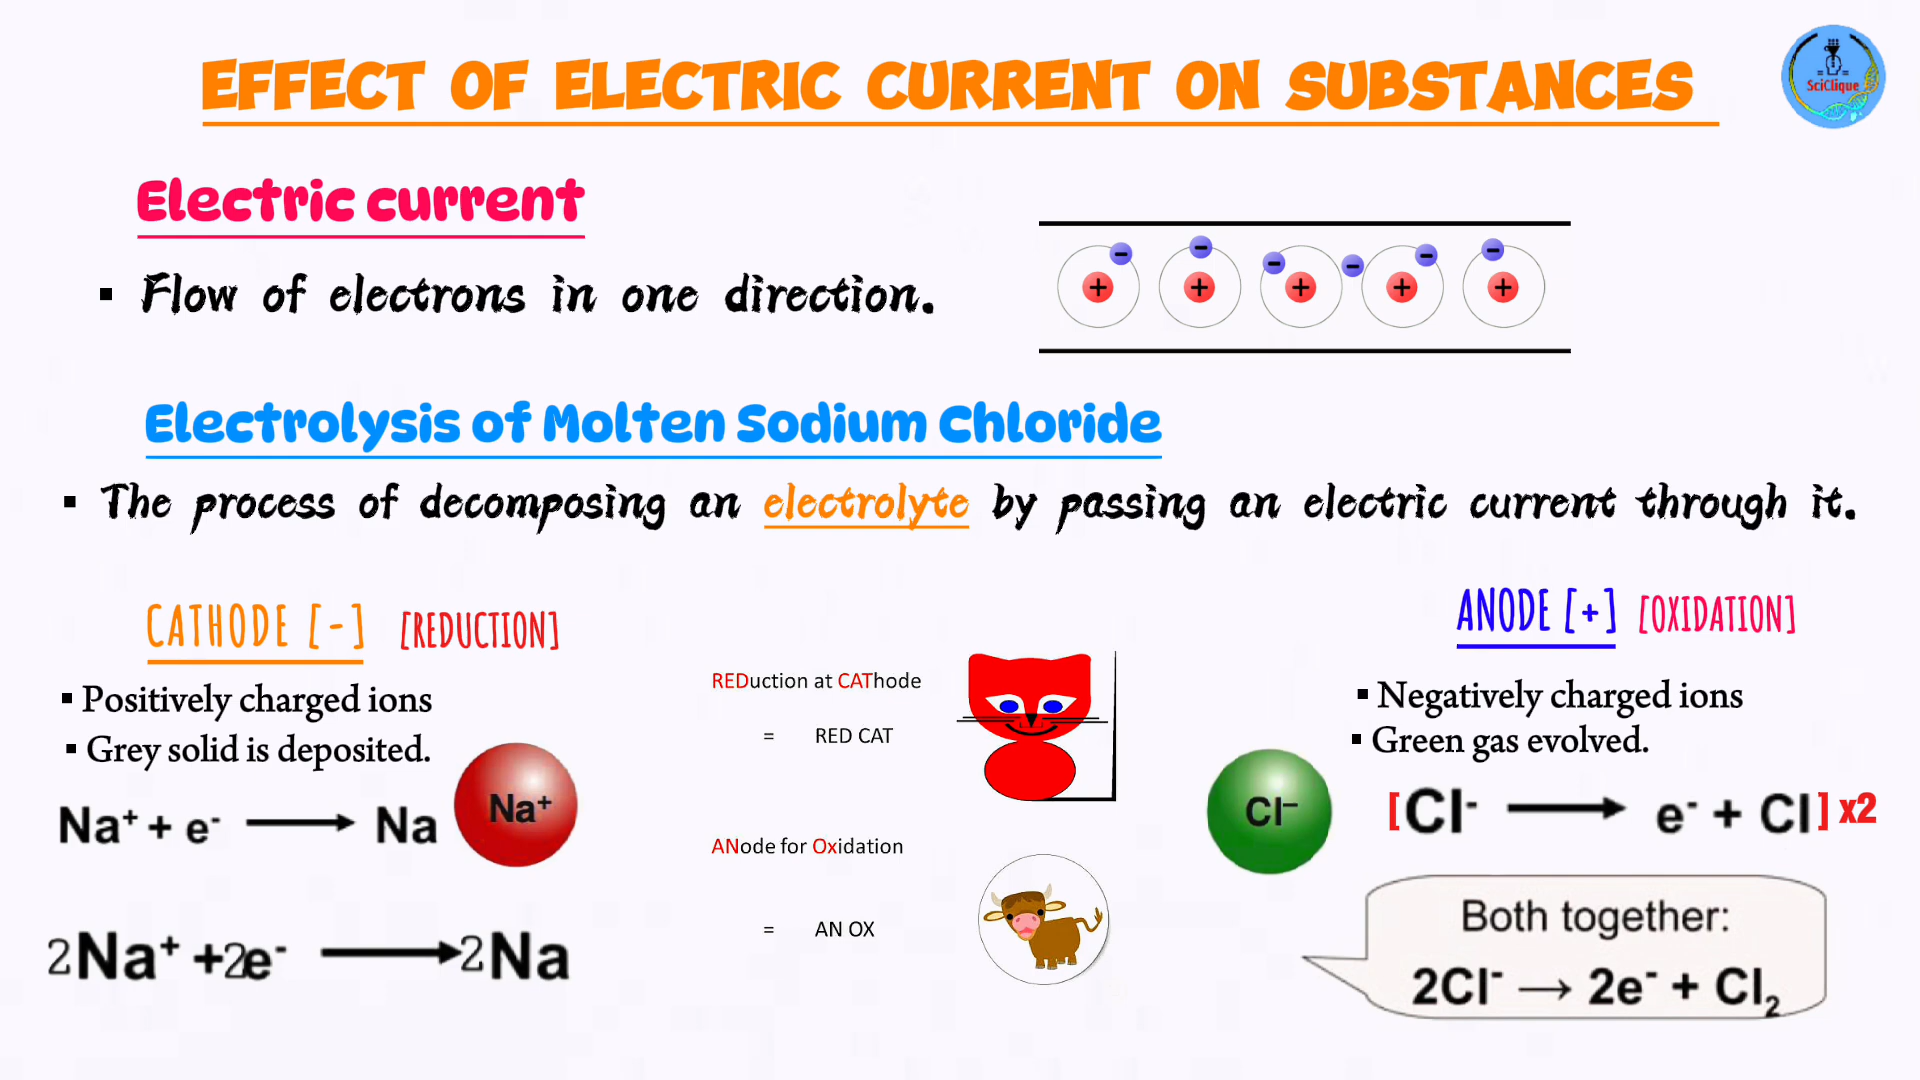 EFFECT OF ELECTRIC CURRENT ON SUBSTANCES
SciClique
Electric current
▪ Flow of electrons in one direction.
- - - - - -
+ + + + +
Electrolysis of Molten Sodium Chloride
▪ The process of decomposing an electrolyte by passing an electric current through it.
CATHODE [-] [REDUCTION]
▪ Positively charged ions
▪ Grey solid is deposited.
Na⁺
Na⁺ + e⁻ ⟶ Na
2Na⁺ +2e⁻ ⟶2Na
REDuction at CAThode
= RED CAT
ANode for Oxidation
= AN OX
ANODE [+] [OXIDATION]
▪ Negatively charged ions
▪ Green gas evolved.
Cl⁻
[Cl⁻ ⟶ e⁻ + Cl] x2
Both together:
2Cl⁻ → 2e⁻ + Cl₂